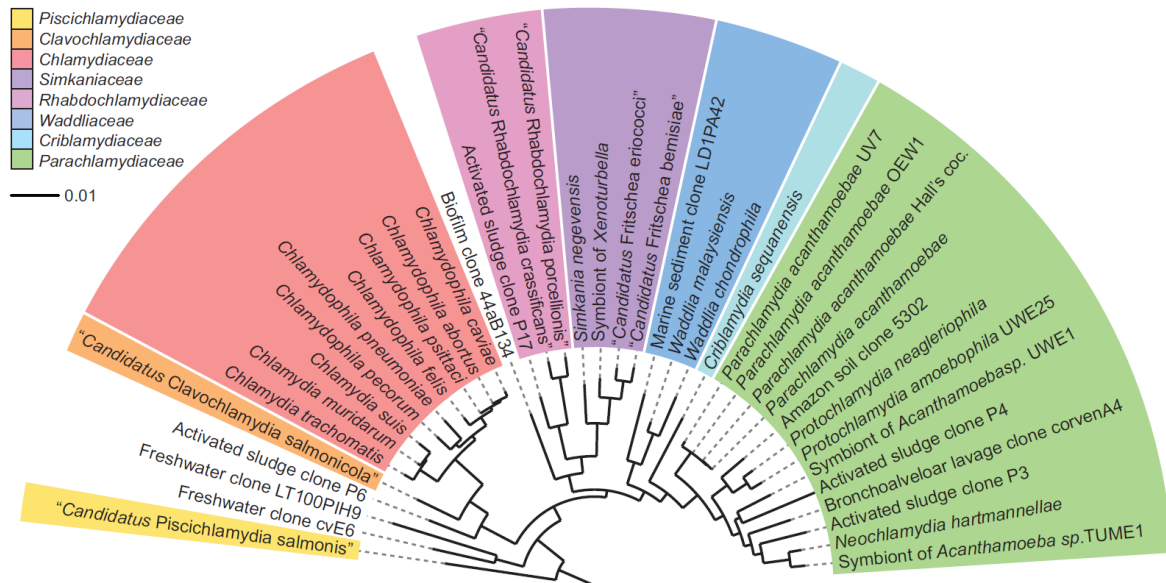 Piscichlamydiaceae
Clavochlamydiaceae
Chlamydiaceae
Simkaniaceae
Rhabdochlamydiaceae
Waddliaceae
Criblamydiaceae
Parachlamydiaceae
0.01
"Candidatus Piscichlamydia salmonis"
Freshwater clone cvE6
Freshwater clone LT100PIH9
Activated sludge clone P6
"Candidatus Clavochlamydia salmonicola"
Chlamydia trachomatis
Chlamydia muridarum
Chlamydia suis
Chlamydophila pecorum
Chlamydophila pneumoniae
Chlamydophila felis
Chlamydophila psittaci
Chlamydophila abortus
Chlamydophila caviae
Biofilm clone 44aB134
Activated sludge clone P17
"Candidatus Rhabdochlamydia crassificans"
"Candidatus Rhabdochlamydia porcellionis"
Simkania negevensis
Symbiont of Xenoturbella
"Candidatus Fritschea eriococci"
"Candidatus Fritschea bemisiae"
Marine sediment clone LD1PA42
Waddlia malaysiensis
Waddlia chondrophila
Criblamydia sequanensis
Parachlamydia acanthamoebae UV7
Parachlamydia acanthamoebae OEW1
Parachlamydia acanthamoebae Hall's coc.
Parachlamydia acanthamoebae
Amazon soil clone 5302
Protochlamydia neagleriophila
Protochlamydia amoebophila UWE25
Symbiont of Acanthamoebasp. UWE1
Activated sludge clone P4
Bronchoalveloar lavage clone corvenA4
Activated sludge clone P3
Neochlamydia hartmannellae
Symbiont of Acanthamoeba sp.TUME1